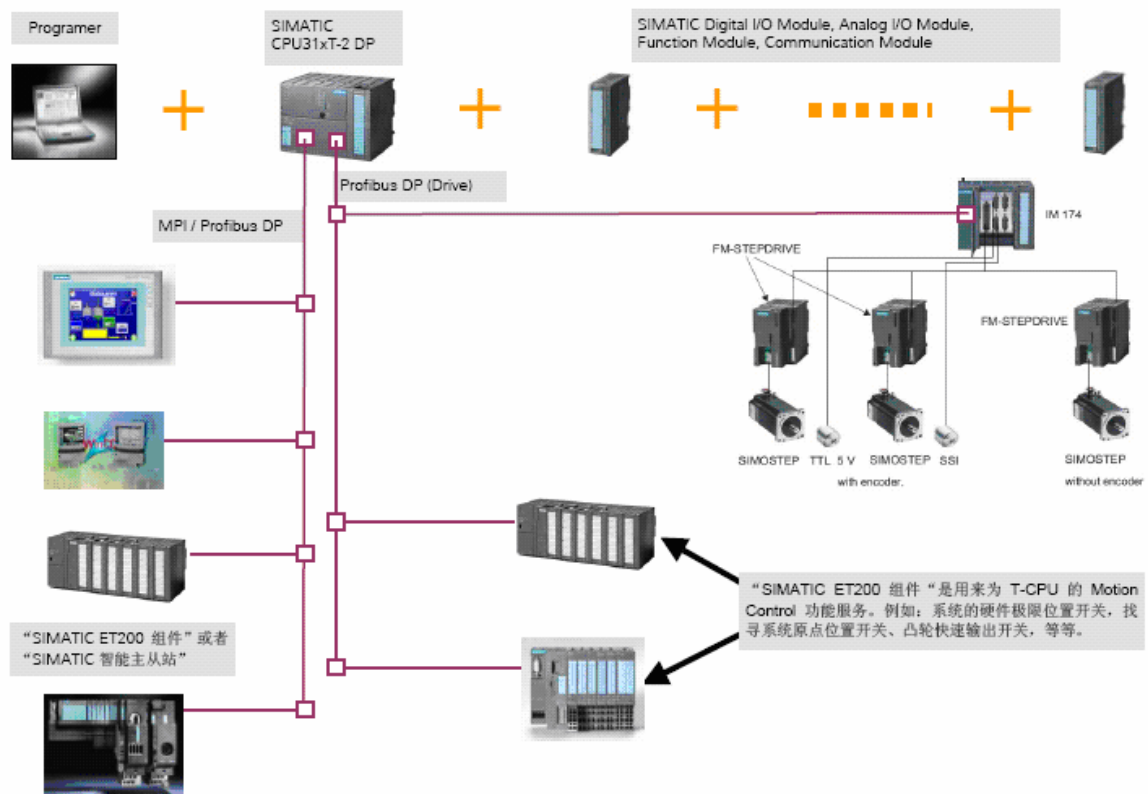 Programer
SIMATIC
CPU31xT-2 DP
SIMATIC Digital I/O Module, Analog I/O Module,
Function Module, Communication Module
Profibus DP (Drive)
MPI / Profibus DP
IM 174
FM-STEPDRIVE
FM-STEPDRIVE
SIMOSTEP TTL 5 V SIMOSTEP SSI
with encoder.
SIMOSTEP
without encoder
“SIMATIC ET200 组件“是用来为 T-CPU 的 Motion
Control 功能服务。例如：系统的硬件极限位置开关，找
寻系统原点位置开关、凸轮快速输出开关，等等。
“SIMATIC ET200 组件”或者
“SIMATIC 智能主从站”